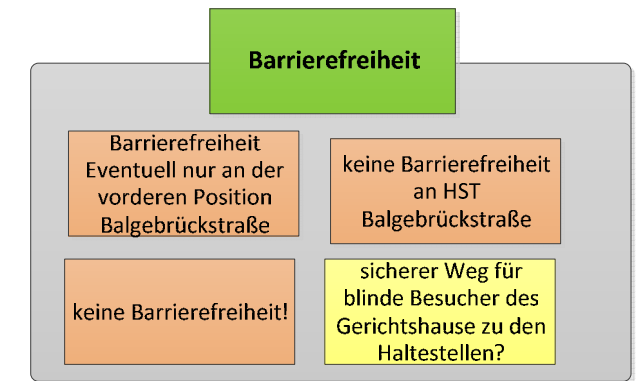 Barrierefreiheit
Barrierefreiheit
Eventuell nur an der
vorderen Position
Balgebrückstraße
keine Barrierefreiheit
an HST
Balgebrückstraße
keine Barrierefreiheit!
sicherer Weg für
blinde Besucher des
Gerichtshause zu den
Haltestellen?